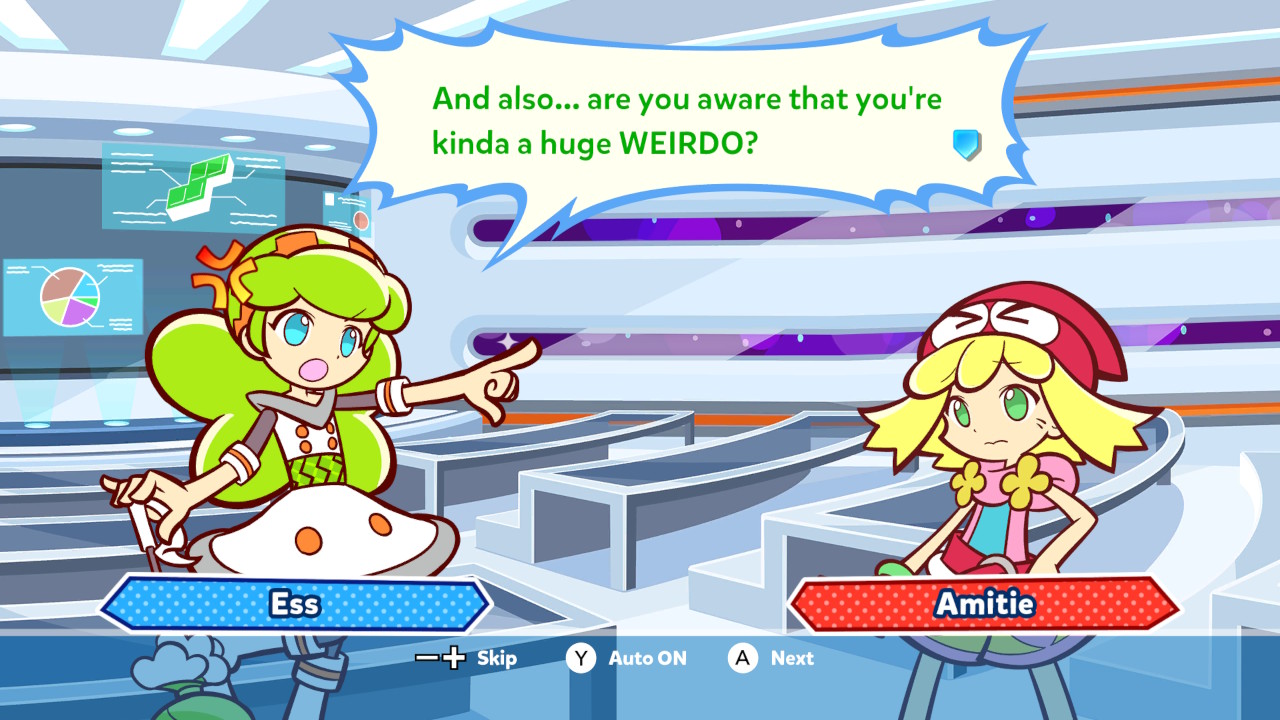 And also... are you aware that you're
kinda a huge WEIRDO?
Ess
Amitie
Skip
Y Auto ON
A Next